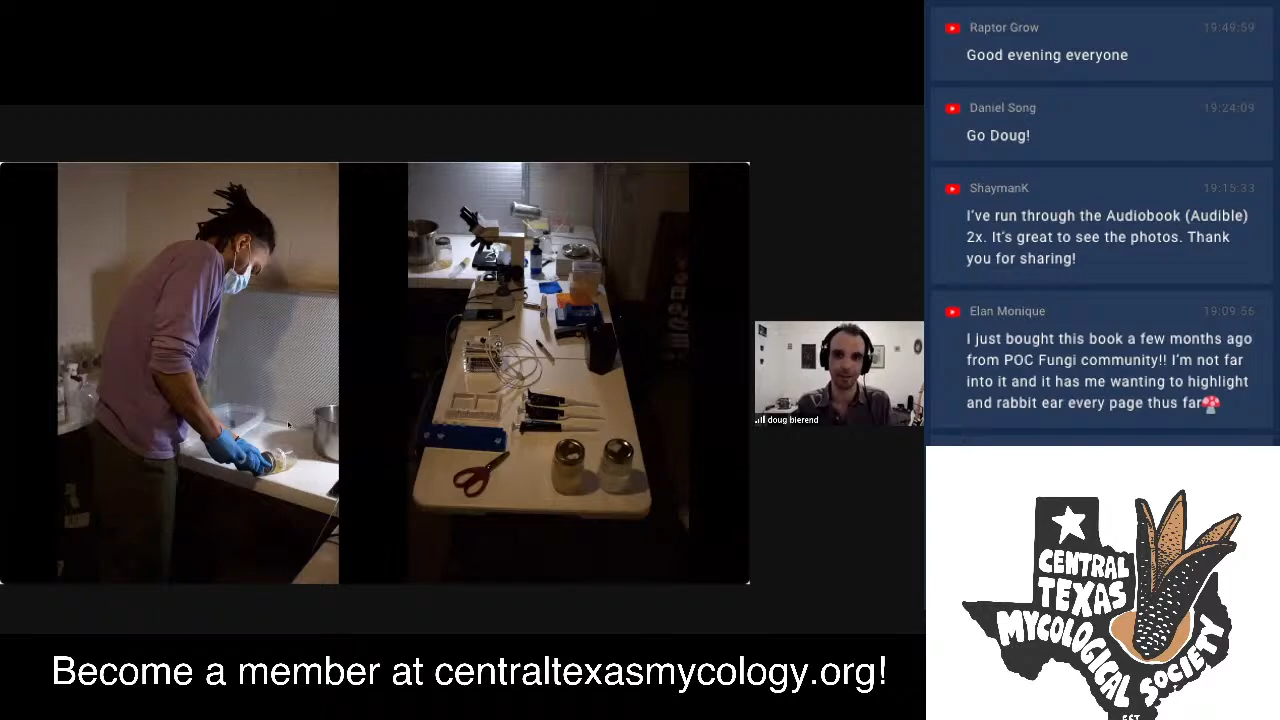 Raptor Grow 19:49:59
Good evening everyone
Daniel Song 19:24:09
Go Doug!
ShaymanK 19:15:33
I've run through the Audiobook (Audible)
2x. It's great to see the photos. Thank
you for sharing!
Elan Monique 19:09:56
I just bought this book a few months ago
from POC Fungi community!! I'm not far
into it and it has me wanting to highlight
and rabbit ear every page thus far🍄
doug bierend
CENTRAL
TEXAS
MYCOLOGICAL
SOCIETY
EST
Become a member at centraltexasmycology.org!